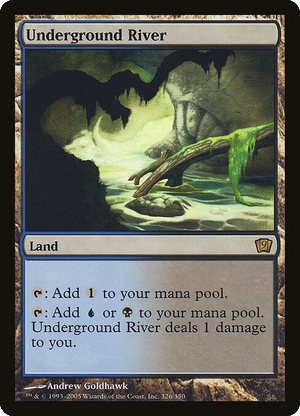 Underground River
Land
9
: Add 1 to your mana pool.
: Add or to your mana pool.
Underground River deals 1 damage
to you.
Andrew Goldhawk
™ & © 1993–2005 Wizards of the Coast, Inc. 326/350